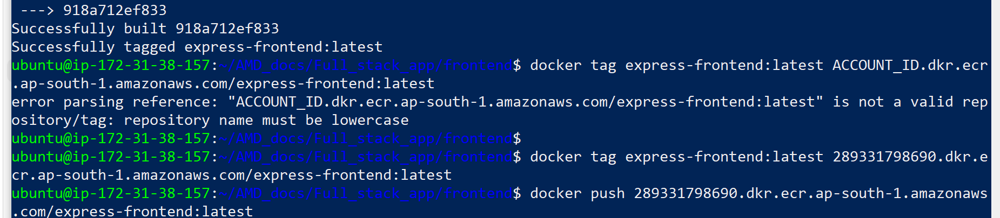 ---> 918a712ef833
Successfully built 918a712ef833
Successfully tagged express-frontend:latest
ubuntu@ip-172-31-38-157:~/AMD_docs/Full_stack_app/frontend$ docker tag express-frontend:latest ACCOUNT_ID.dkr.ecr
.ap-south-1.amazonaws.com/express-frontend:latest
error parsing reference: "ACCOUNT_ID.dkr.ecr.ap-south-1.amazonaws.com/express-frontend:latest" is not a valid rep
ository/tag: repository name must be lowercase
ubuntu@ip-172-31-38-157:~/AMD_docs/Full_stack_app/frontend$
ubuntu@ip-172-31-38-157:~/AMD_docs/Full_stack_app/frontend$ docker tag express-frontend:latest 289331798690.dkr.e
cr.ap-south-1.amazonaws.com/express-frontend:latest
ubuntu@ip-172-31-38-157:~/AMD_docs/Full_stack_app/frontend$ docker push 289331798690.dkr.ecr.ap-south-1.amazonaws
.com/express-frontend:latest